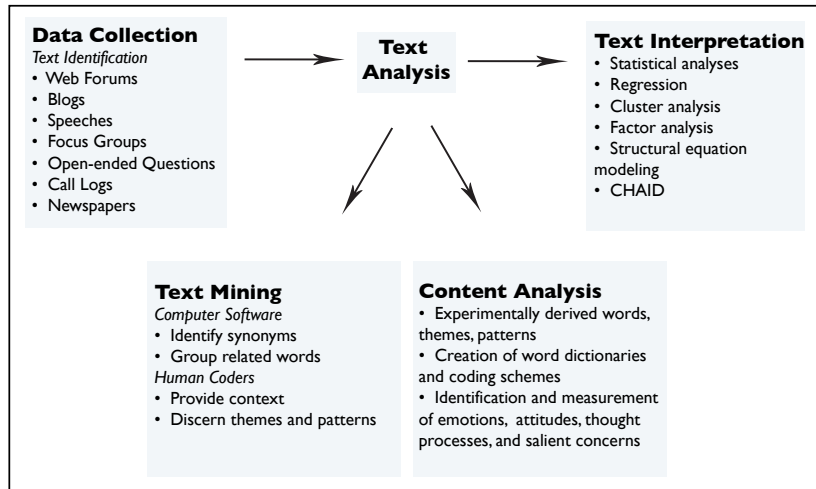 Data Collection
Text Identification
• Web Forums
• Blogs
• Speeches
• Focus Groups
• Open-ended Questions
• Call Logs
• Newspapers
Text
Analysis
Text Interpretation
• Statistical analyses
• Regression
• Cluster analysis
• Factor analysis
• Structural equation
modeling
• CHAID
Text Mining
Computer Software
• Identify synonyms
• Group related words
Human Coders
• Provide context
• Discern themes and patterns
Content Analysis
• Experimentally derived words,
themes, patterns
• Creation of word dictionaries
and coding schemes
• Identification and measurement
of emotions, attitudes, thought
processes, and salient concerns